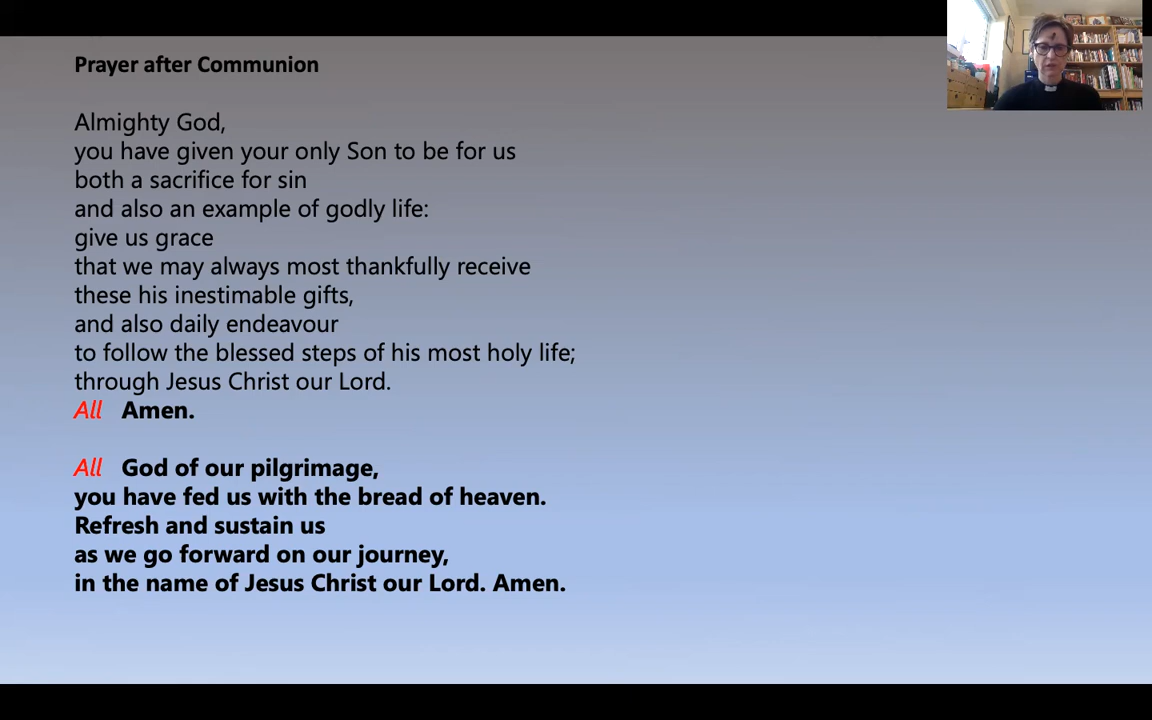 Prayer after Communion
Almighty God,
you have given your only Son to be for us
both a sacrifice for sin
and also an example of godly life:
give us grace
that we may always most thankfully receive
these his inestimable gifts,
and also daily endeavour
to follow the blessed steps of his most holy life;
through Jesus Christ our Lord.
All Amen.
All God of our pilgrimage,
you have fed us with the bread of heaven.
Refresh and sustain us
as we go forward on our journey,
in the name of Jesus Christ our Lord. Amen.